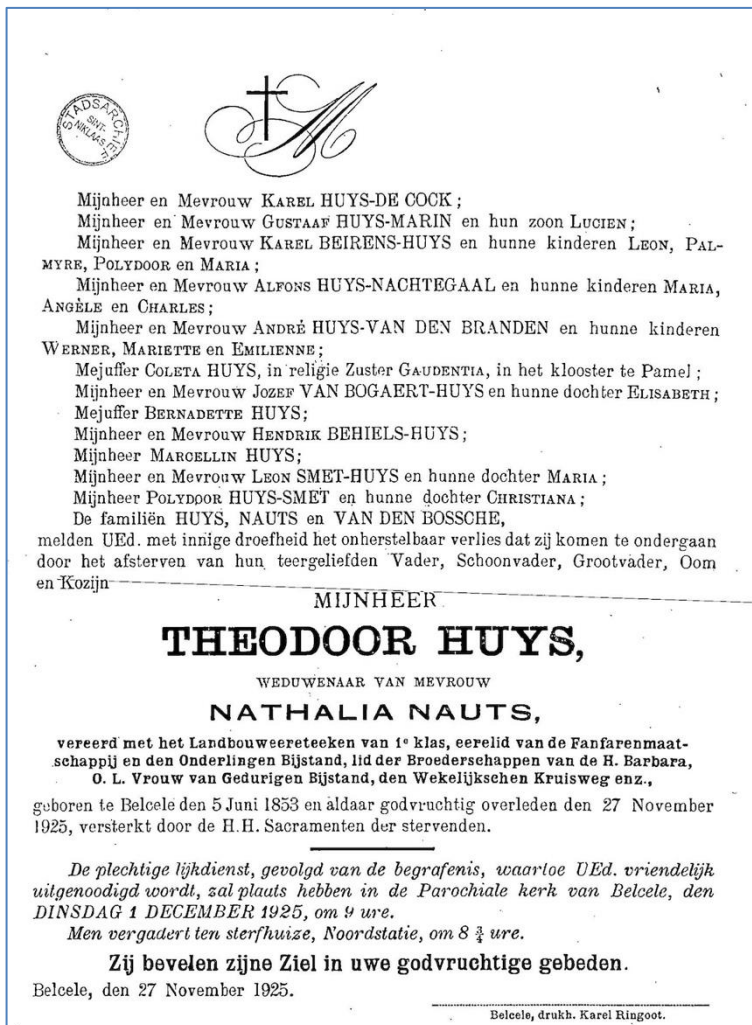 STADSARCHIEF
SINT-
NIKLAAS
M
Mijnheer en Mevrouw KAREL HUYS-DE COCK;
Mijnheer en Mevrouw GUSTAAF HUYS-MARIN en hun zoon LUCIEN;
Mijnheer en Mevrouw KAREL BEIRENS-HUYS en hunne kinderen LEON, PAL-
MYRE, POLYDOOR en MARIA;
Mijnheer en Mevrouw ALFONS HUYS-NACHTEGAAL en hunne kinderen MARIA,
ANGÈLE en CHARLES;
Mijnheer en Mevrouw ANDRÉ HUYS-VAN DEN BRANDEN en hunne kinderen
WERNER, MARIETTE en EMILIENNE;
Mejuffer COLETA HUYS, in religie Zuster GAUDENTIA, in het klooster te Pamel;
Mijnheer en Mevrouw JOZEF VAN BOGAERT-HUYS en hunne dochter ELISABETH;
Mejuffer BERNADETTE HUYS;
Mijnheer en Mevrouw HENDRIK BEHIELS-HUYS;
Mijnheer MARCELLIN HUYS;
Mijnheer en Mevrouw LEON SMET-HUYS en hunne dochter MARIA;
Mijnheer POLYDOOR HUYS-SMET en hunne dochter CHRISTIANA;
De familiën HUYS, NAUTS en VAN DEN BOSSCHE,
melden UEd. met innige droefheid het onherstelbaar verlies dat zij komen te ondergaan
door het afsterven van hun teergeliefden Vader, Schoonvader, Grootvader, Oom
en Kozijn
MIJNHEER
THEODOOR HUYS,
WEDUWENAAR VAN MEVROUW
NATHALIA NAUTS,
vereerd met het Landbouweereteeken van 1e klas, eerelid van de Fanfarenmaat-
schappij en den Onderlingen Bijstand, lid der Broederschappen van de H. Barbara,
O. L. Vrouw van Gedurigen Bijstand, den Wekelijkschen Kruisweg enz.,
geboren te Belcele den 5 Juni 1853 en aldaar godvruchtig overleden den 27 November
1925, versterkt door de H.H. Sacramenten der stervenden.
De plechtige lijkdienst, gevolgd van de begrafenis, waartoe UEd. vriendelijk
uitgenoodigd wordt, zal plaats hebben in de Parochiale kerk van Belcele, den
DINSDAG 1 DECEMBER 1925, om 9 ure.
Men vergadert ten sterfhuize, Noordstatie, om 8 ¾ ure.
Zij bevelen zijne Ziel in uwe godvruchtige gebeden.
Belcele, den 27 November 1925.
Belcele, drukh. Karel Ringoot.